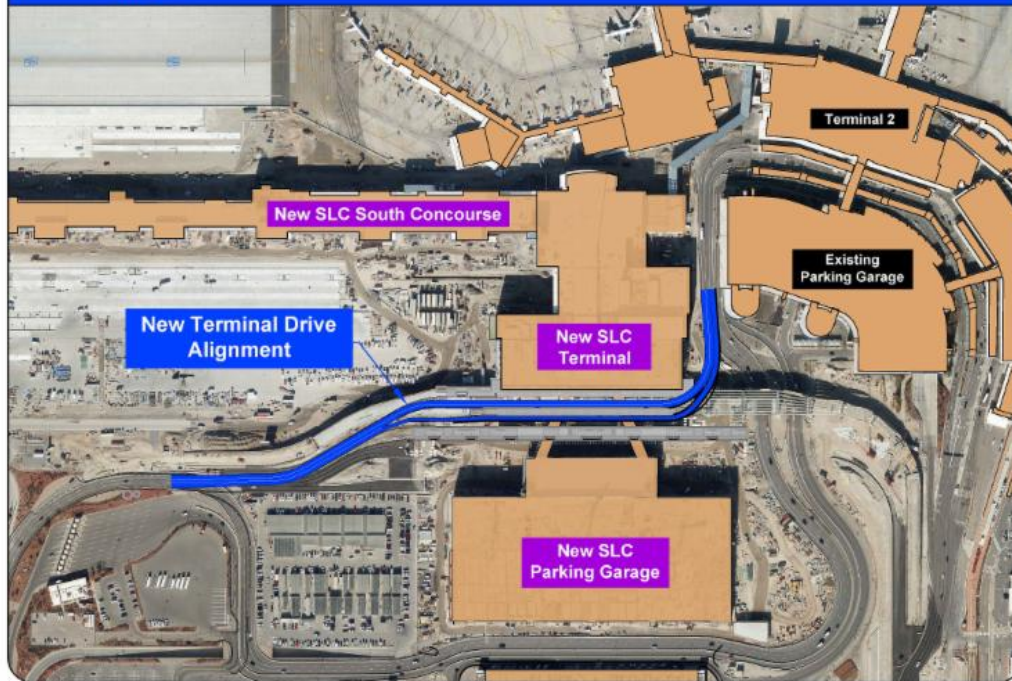 Terminal 2
New SLC South Concourse
Existing
Parking Garage
New Terminal Drive
Alignment
New SLC
Terminal
New SLC
Parking Garage